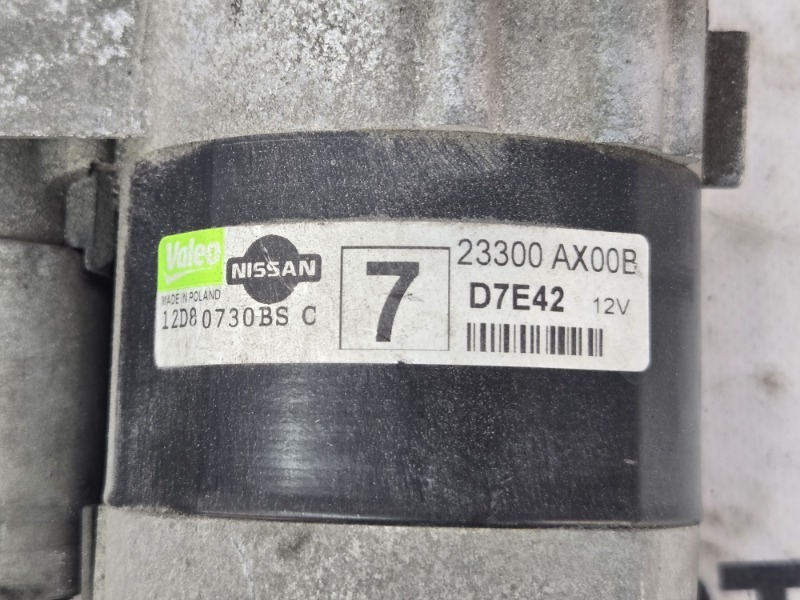 Valeo
NISSAN
MADE IN POLAND
12D8 0730BS C
7
23300 AX00B
D7E42 12V